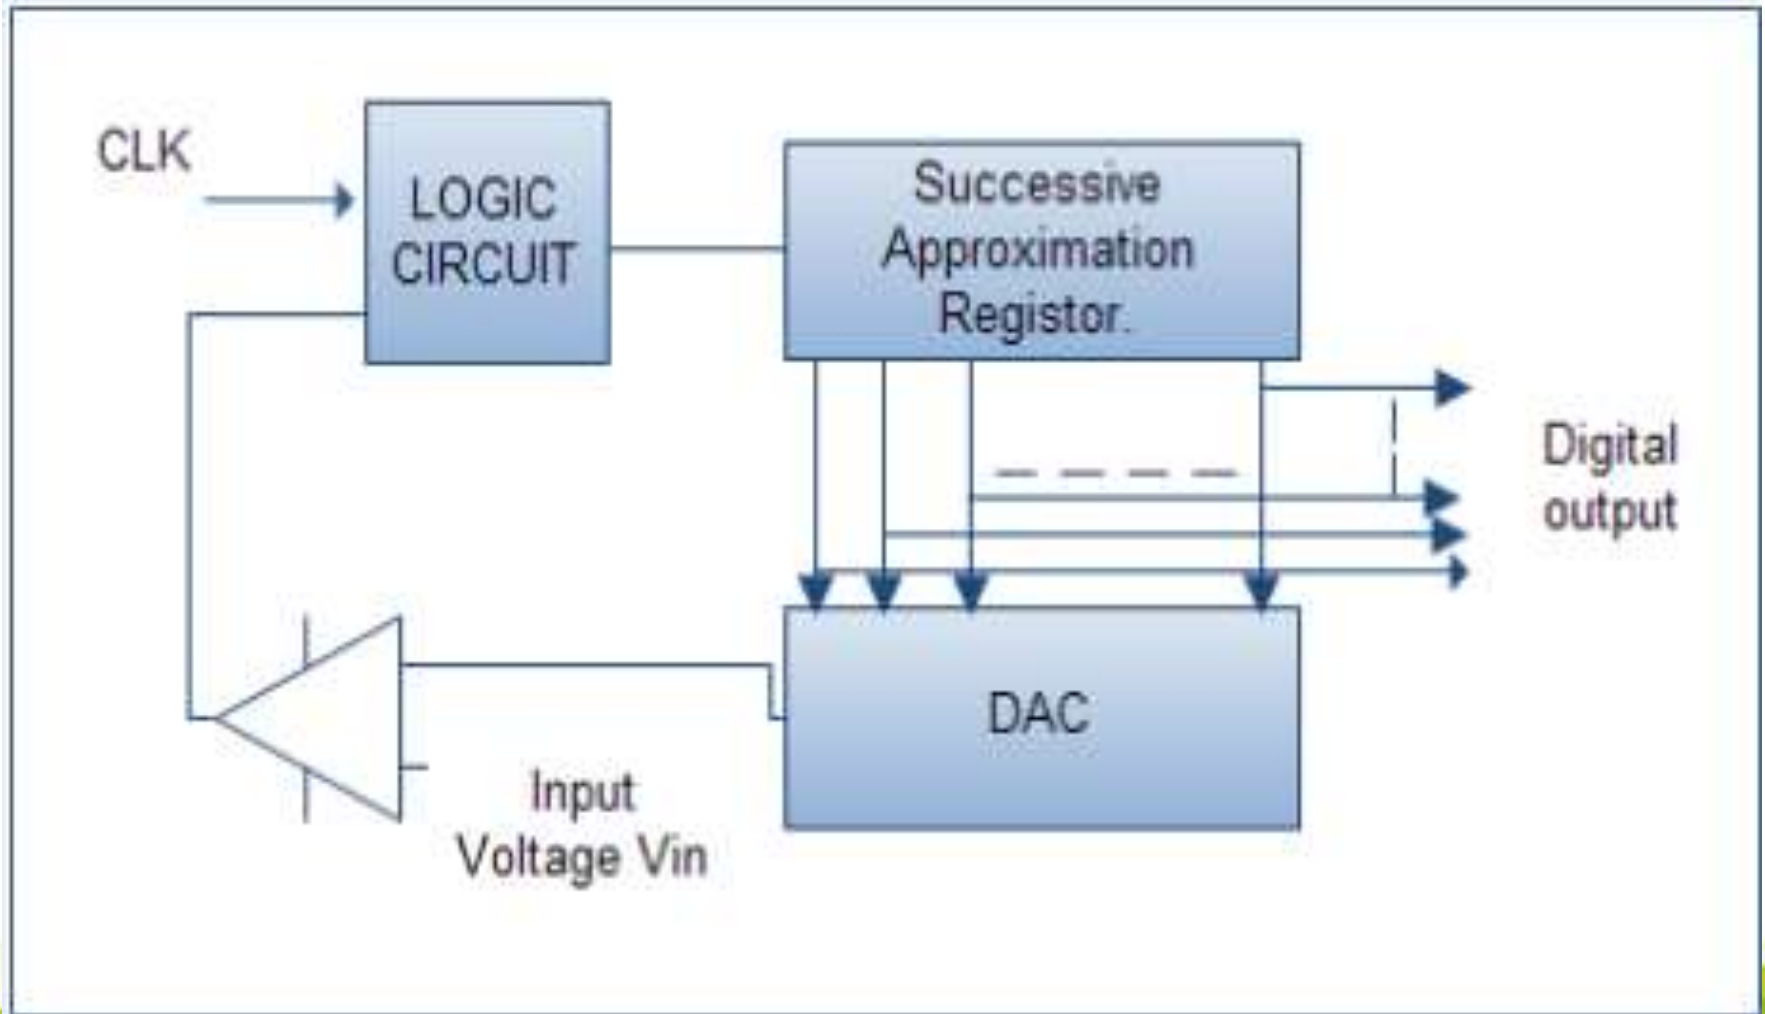 CLK
LOGIC
CIRCUIT
Successive
Approximation
Registor.
Digital
output
DAC
Input
Voltage Vin